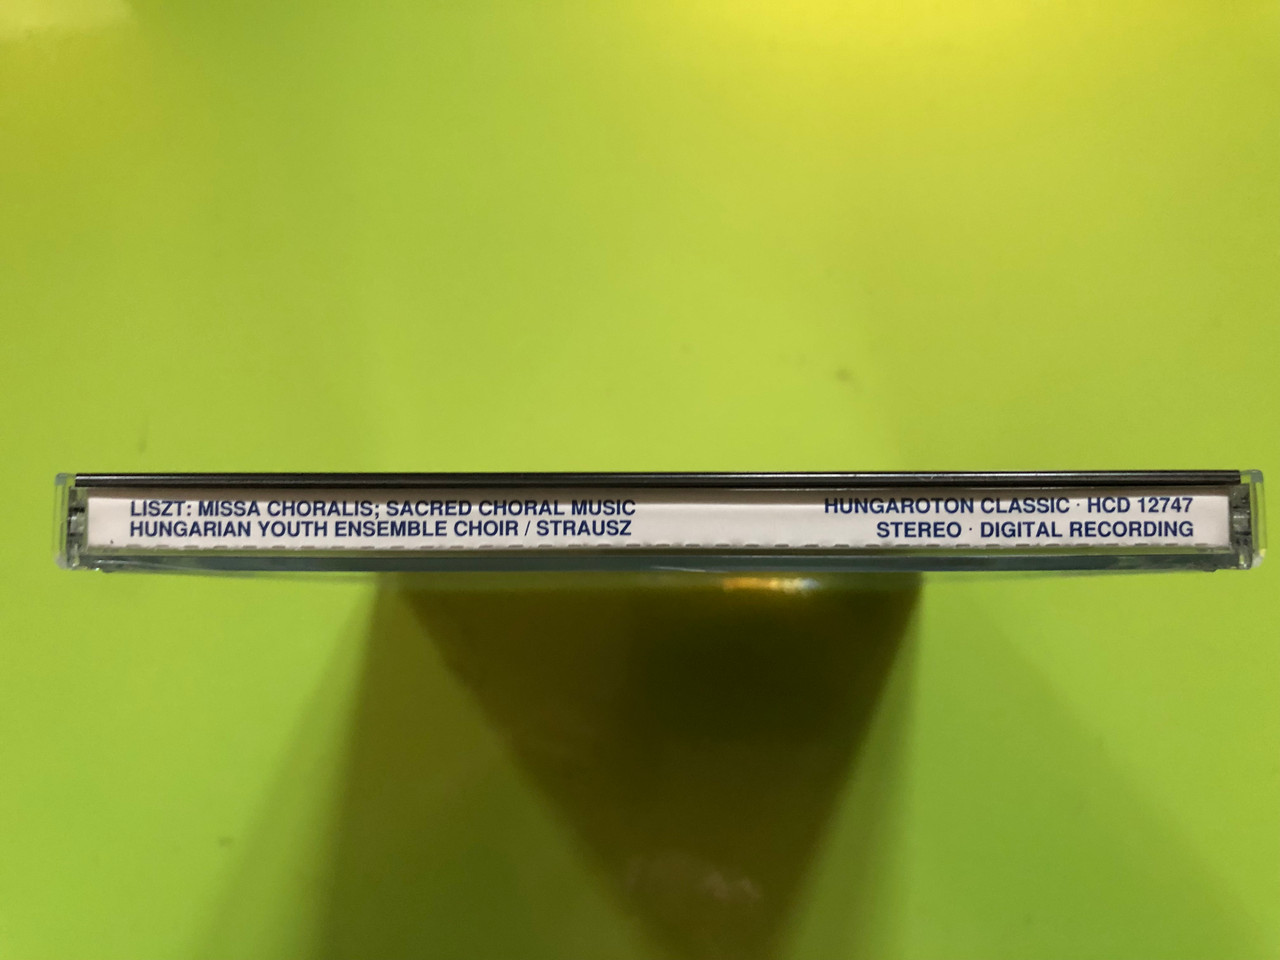 LISZT: MISSA CHORALIS; SACRED CHORAL MUSIC
HUNGARIAN YOUTH ENSEMBLE CHOIR / STRAUSZ
HUNGAROTON CLASSIC · HCD 12747
STEREO · DIGITAL RECORDING